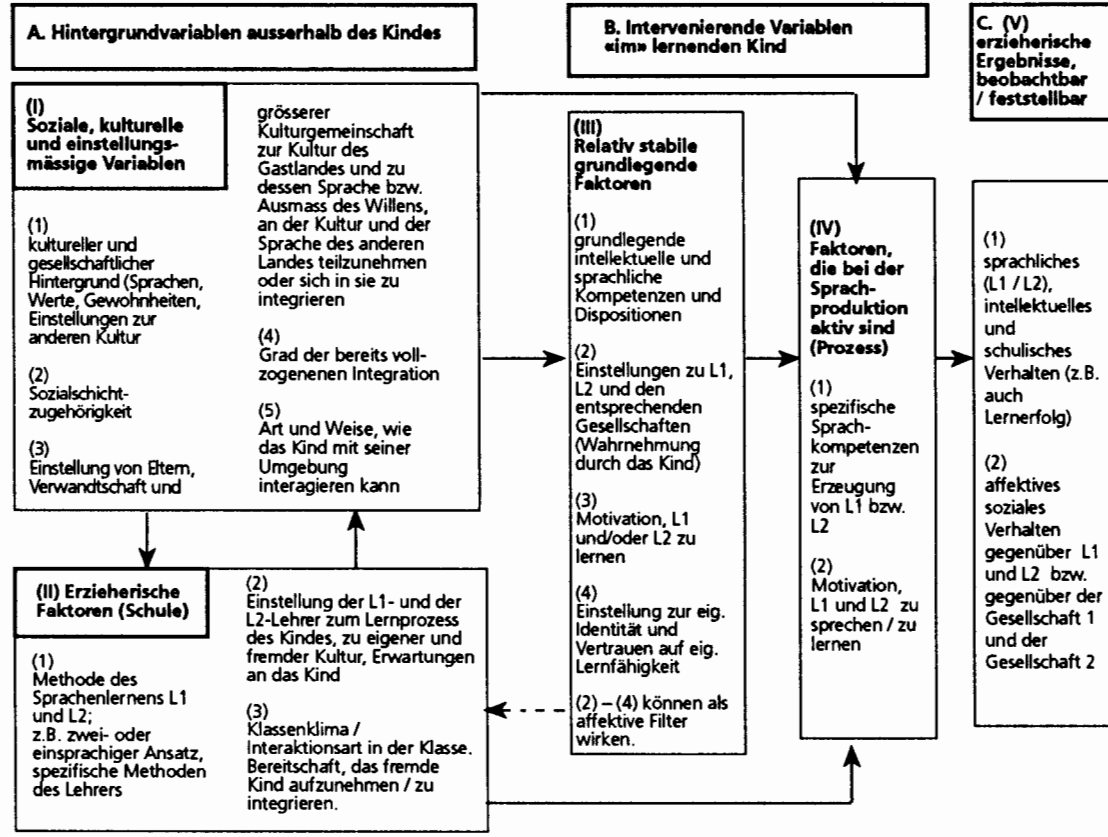 A. Hintergrundvariablen ausserhalb des Kindes
B. Intervenierende Variablen
«im» lernenden Kind
C. (V)
erzieherische
Ergebnisse,
beobachtbar
/ feststellbar
(I)
Soziale, kulturelle
und einstellungs-
mässige Variablen
(1)
kultureller und
gesellschaftlicher
Hintergrund (Sprachen,
Werte, Gewohnheiten,
Einstellungen zur
anderen Kultur
(2)
Sozialschicht-
zugehörigkeit
(3)
Einstellung von Eltern,
Verwandtschaft und
grösserer
Kulturgemeinschaft
zur Kultur des
Gastlandes und zu
dessen Sprache bzw.
Ausmass des Willens,
an der Kultur und der
Sprache des anderen
Landes teilzunehmen
oder sich in sie zu
integrieren
(4)
Grad der bereits voll-
zogenenen Integration
(5)
Art und Weise, wie
das Kind mit seiner
Umgebung
interagieren kann
(II) Erzieherische
Faktoren (Schule)
(1)
Methode des
Sprachenlernens L1
und L2;
z.B. zwei- oder
einsprachiger Ansatz,
spezifische Methoden
des Lehrers
(2)
Einstellung der L1- und der
L2-Lehrer zum Lernprozess
des Kindes, zu eigener und
fremder Kultur, Erwartungen
an das Kind
(3)
Klassenklima /
Interaktionsart in der Klasse.
Bereitschaft, das fremde
Kind aufzunehmen / zu
integrieren.
(III)
Relativ stabile
grundlegende
Faktoren
(1)
grundlegende
intellektuelle und
sprachliche
Kompetenzen und
Dispositionen
(2)
Einstellungen zu L1,
L2 und den
entsprechenden
Gesellschaften
(Wahrnehmung
durch das Kind)
(3)
Motivation, L1
und/oder L2 zu
lernen
(4)
Einstellung zur eig.
Identität und
Vertrauen auf eig.
Lernfähigkeit
(2) – (4) können als
affektive Filter
wirken.
(IV)
Faktoren,
die bei der
Sprach-
produktion
aktiv sind
(Prozess)
(1)
spezifische
Sprach-
kompetenzen
zur
Erzeugung
von L1 bzw.
L2
(2)
Motivation,
L1 und L2 zu
sprechen / zu
lernen
(1)
sprachliches
(L1 / L2),
intellektuelles
und
schulisches
Verhalten (z.B.
auch
Lernerfolg)
(2)
affektives
soziales
Verhalten
gegenüber L1
und L2 bzw.
gegenüber der
Gesellschaft 1
und der
Gesellschaft 2